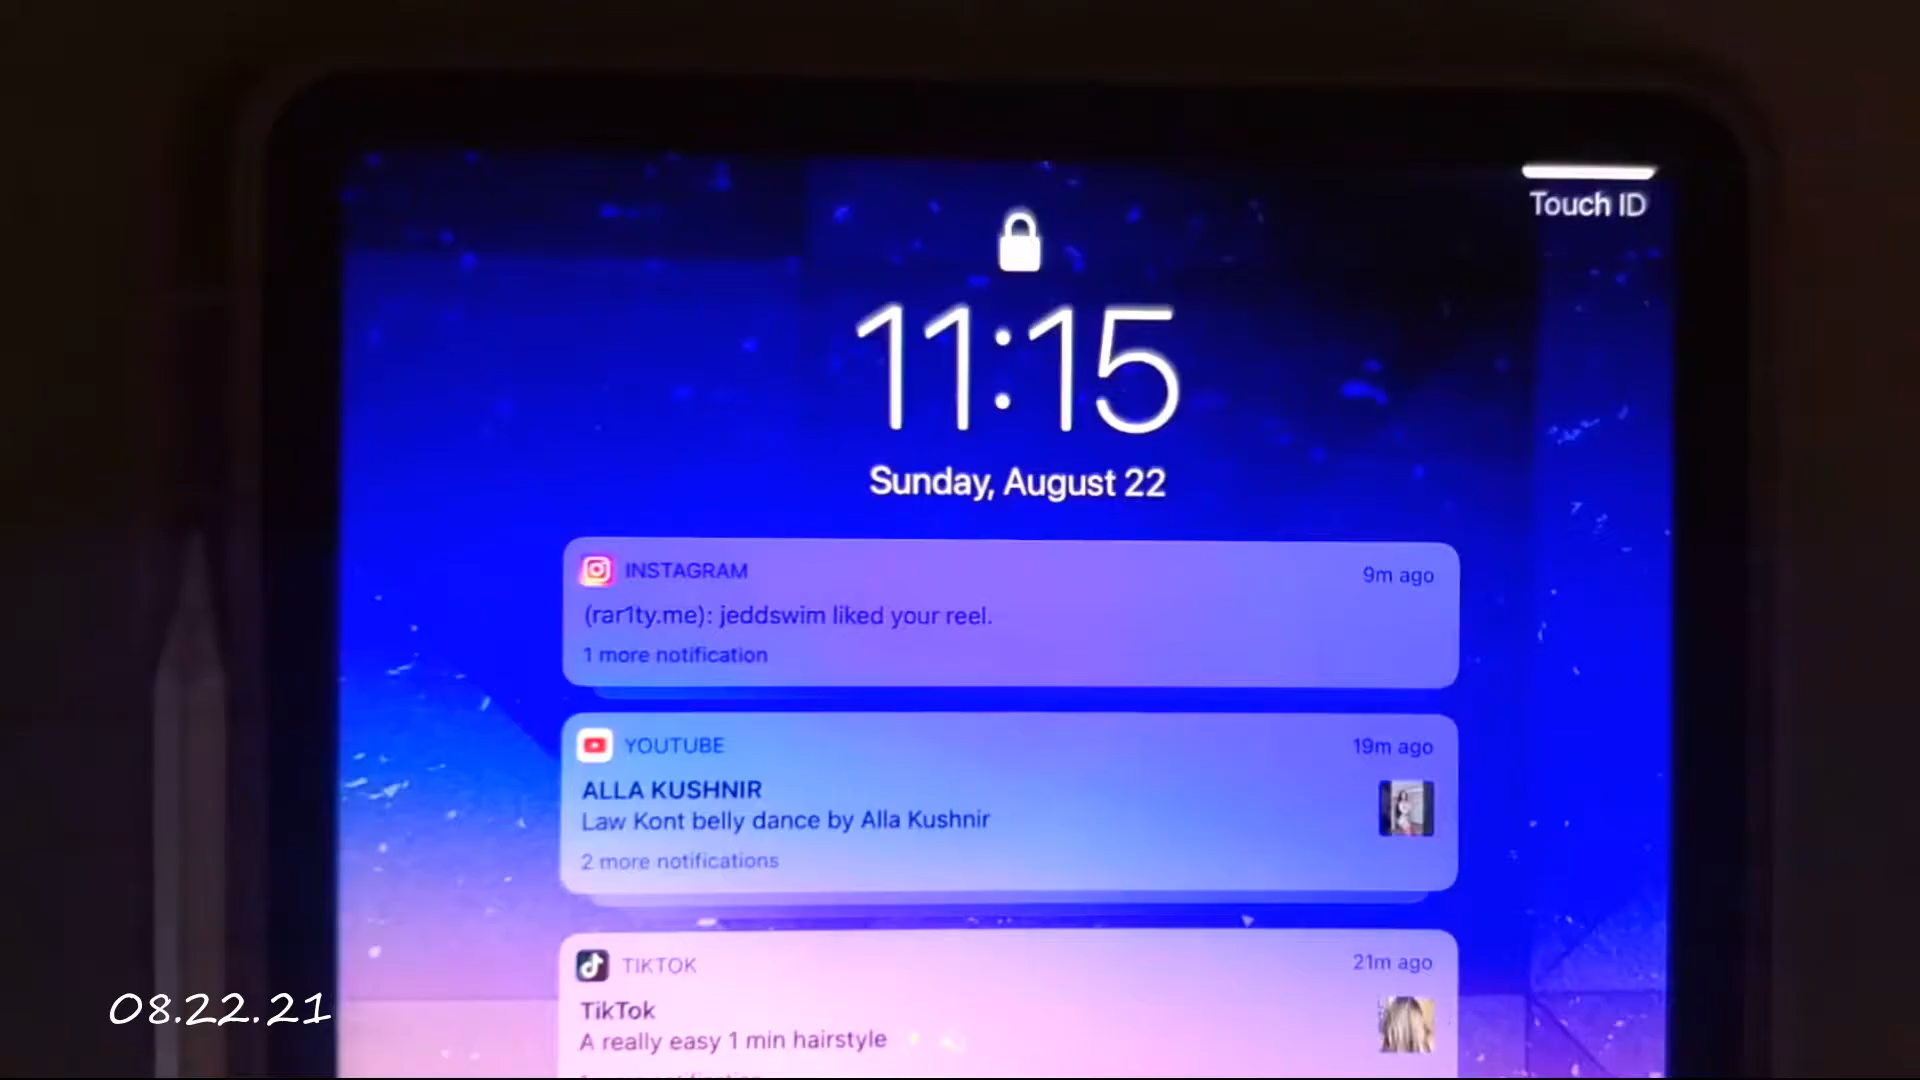 Touch ID
11:15
Sunday, August 22
INSTAGRAM
9m ago
(rar1ty.me): jeddswim liked your reel.
1 more notification
YOUTUBE
19m ago
ALLA KUSHNIR
Law Kont belly dance by Alla Kushnir
2 more notifications
TIKTOK
21m ago
TikTok
A really easy 1 min hairstyle
08.22.21